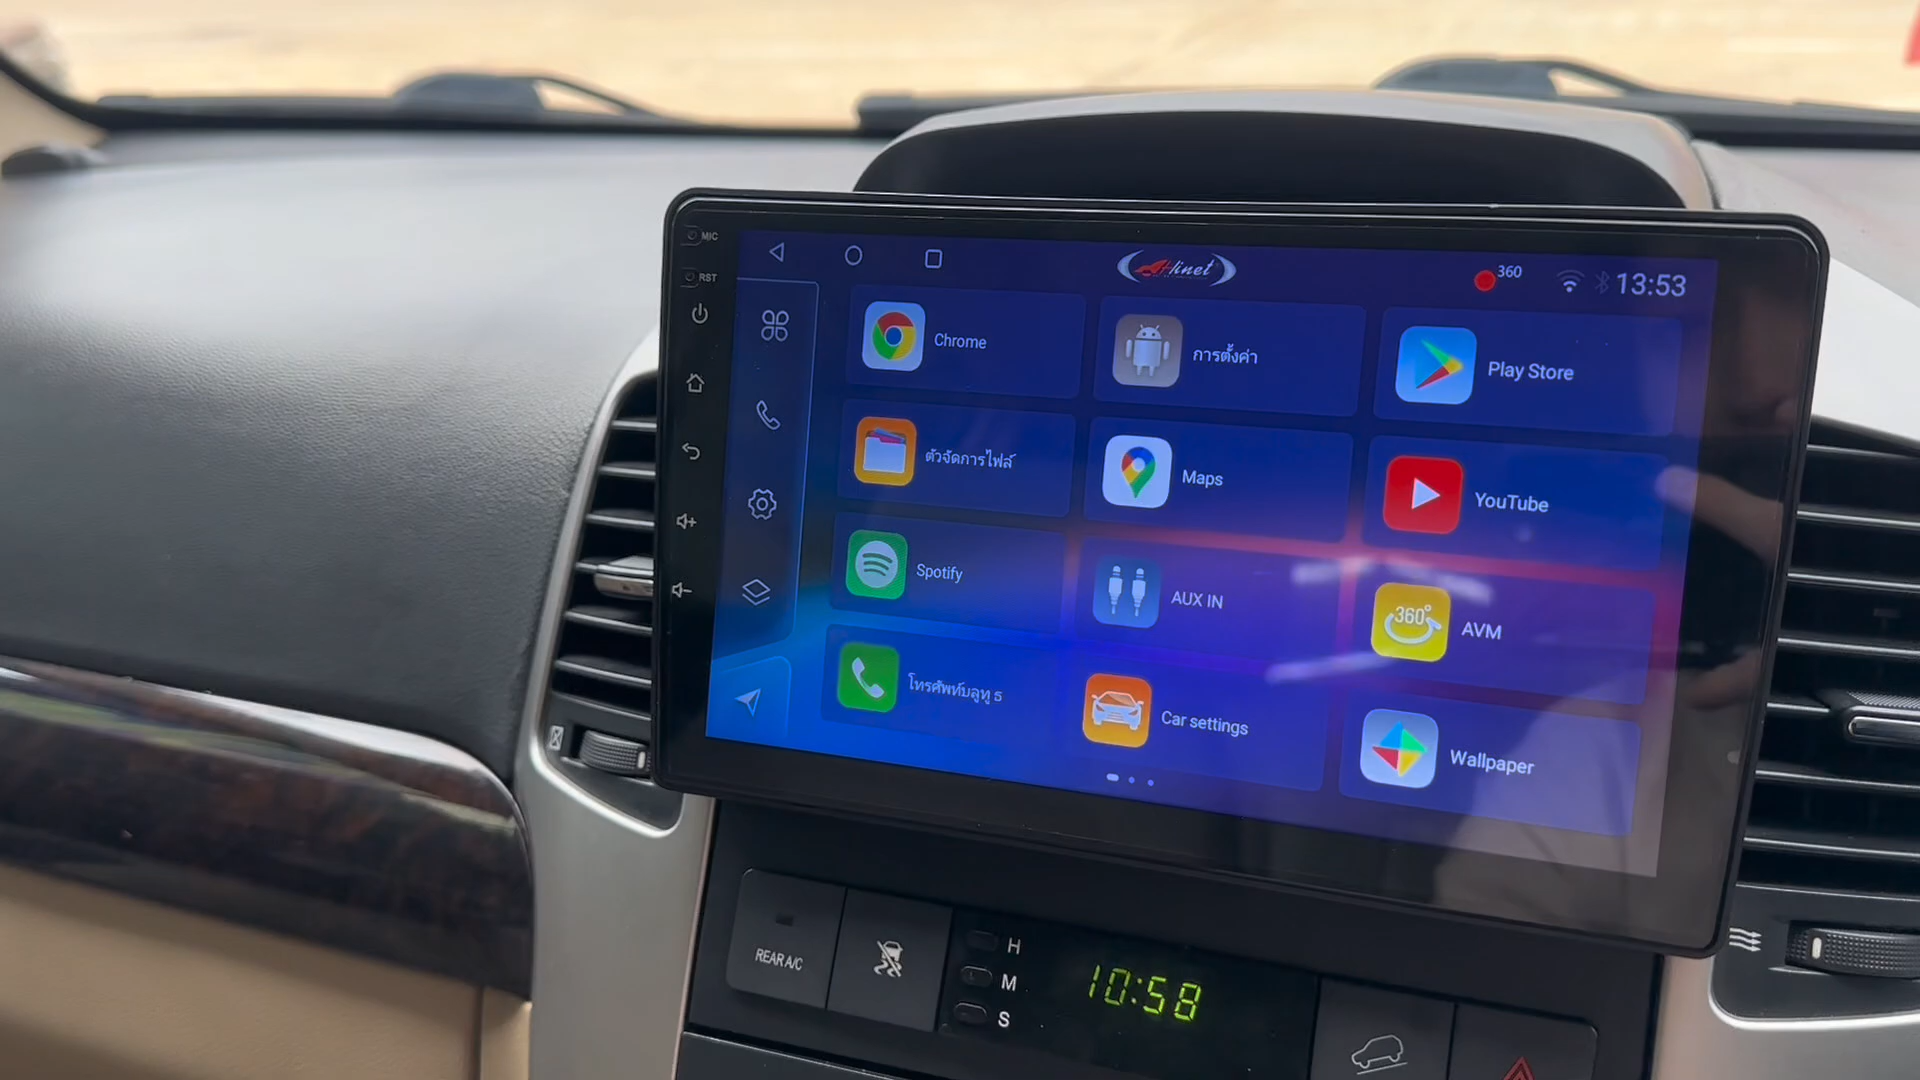 MIC
RST
Hinet
360
13:53
Chrome
การตั้งค่า
Play Store
ตัวจัดการไฟล์
Maps
YouTube
Spotify
AUX IN
360°
AVM
โทรศัพท์บลูทู ธ
Car settings
Wallpaper
REAR A/C
H
M
S
10:58